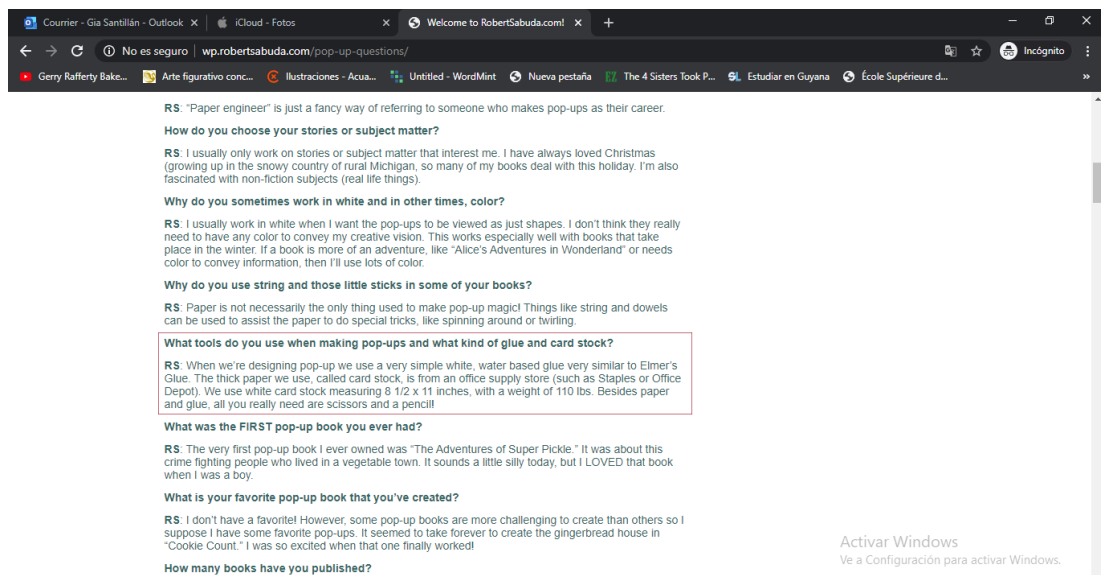 Courrier - Gia Santillán - Outlook
iCloud - Fotos
Welcome to RobertSabuda.com!
No es seguro | wp.robertsabuda.com/pop-up-questions/
Incógnito
Gerry Rafferty Bake...
Arte figurativo conc...
Ilustraciones - Acua...
Untitled - WordMint
Nueva pestaña
The 4 Sisters Took P...
Estudiar en Guyana
École Supérieure d...
RS: “Paper engineer” is just a fancy way of referring to someone who makes pop-ups as their career.
How do you choose your stories or subject matter?
RS: I usually only work on stories or subject matter that interest me. I have always loved Christmas
(growing up in the snowy country of rural Michigan, so many of my books deal with this holiday. I’m also
fascinated with non-fiction subjects (real life things).
Why do you sometimes work in white and in other times, color?
RS: I usually work in white when I want the pop-ups to be viewed as just shapes. I don’t think they really
need to have any color to convey my creative vision. This works especially well with books that take
place in the winter. If a book is more of an adventure, like “Alice’s Adventures in Wonderland” or needs
color to convey information, then I’ll use lots of color.
Why do you use string and those little sticks in some of your books?
RS: Paper is not necessarily the only thing used to make pop-up magic! Things like string and dowels
can be used to assist the paper to do special tricks, like spinning around or twirling.
What tools do you use when making pop-ups and what kind of glue and card stock?
RS: When we’re designing pop-up we use a very simple white, water based glue very similar to Elmer’s
Glue. The thick paper we use, called card stock, is from an office supply store (such as Staples or Office
Depot). We use white card stock measuring 8 1/2 x 11 inches, with a weight of 110 lbs. Besides paper
and glue, all you really need are scissors and a pencil!
What was the FIRST pop-up book you ever had?
RS: The very first pop-up book I ever owned was “The Adventures of Super Pickle.” It was about this
crime fighting people who lived in a vegetable town. It sounds a little silly today, but I LOVED that book
when I was a boy.
What is your favorite pop-up book that you’ve created?
RS: I don’t have a favorite! However, some pop-up books are more challenging to create than others so I
suppose I have some favorite pop-ups. It seemed to take forever to create the gingerbread house in
“Cookie Count.” I was so excited when that one finally worked!
How many books have you published?
Activar Windows
Ve a Configuración para activar Windows.